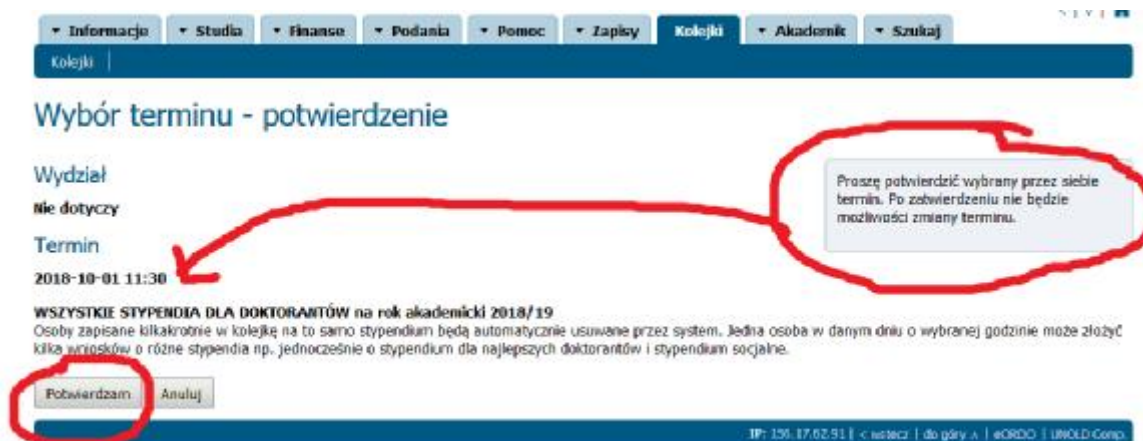 Informacje Studia Finanse Podania Pomoc Zapisy Kolejki Akademik Szukaj
Kolejki
Wybór terminu - potwierdzenie
Wydział
Nie dotyczy
Proszę potwierdzić wybrany przez siebie
termin. Po zatwierdzeniu nie będzie
możliwości zmiany terminu.
Termin
2018-10-01 11:30
WSZYSTKIE STYPENDIA DLA DOKTORANTÓW na rok akademicki 2018/19
Osoby zapisane kilkakrotnie w kolejkę na to samo stypendium będą automatycznie usuwane przez system. Jedna osoba w danym dniu o wybranej godzinie może złożyć
kilka wniosków o różne stypendia np. jednocześnie o stypendium dla najlepszych doktorantów i stypendium socjalne.
Potwierdzam Anuluj
IP: 156.17.62.91 | < wstecz | do góry ʌ | eORDO | UNOLD Comp.